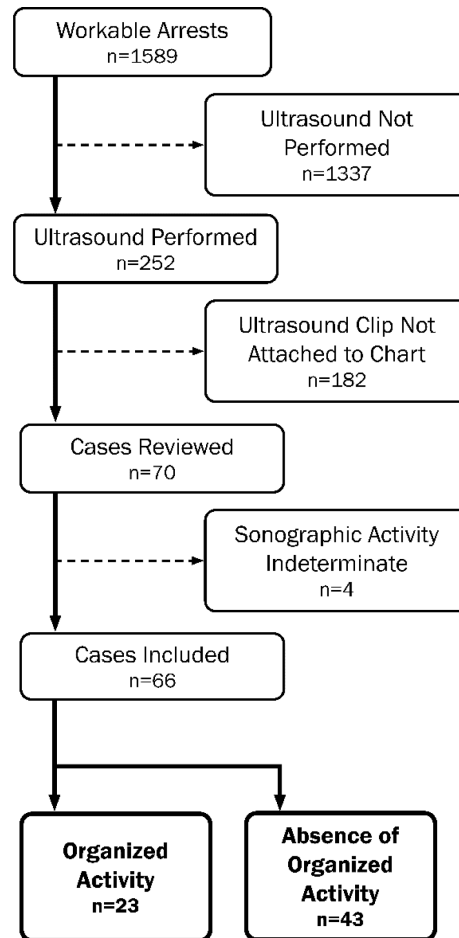 Workable Arrests
n=1589
Ultrasound Not
Performed
n=1337
Ultrasound Performed
n=252
Ultrasound Clip Not
Attached to Chart
n=182
Cases Reviewed
n=70
Sonographic Activity
Indeterminate
n=4
Cases Included
n=66
Organized
Activity
n=23
Absence of
Organized
Activity
n=43